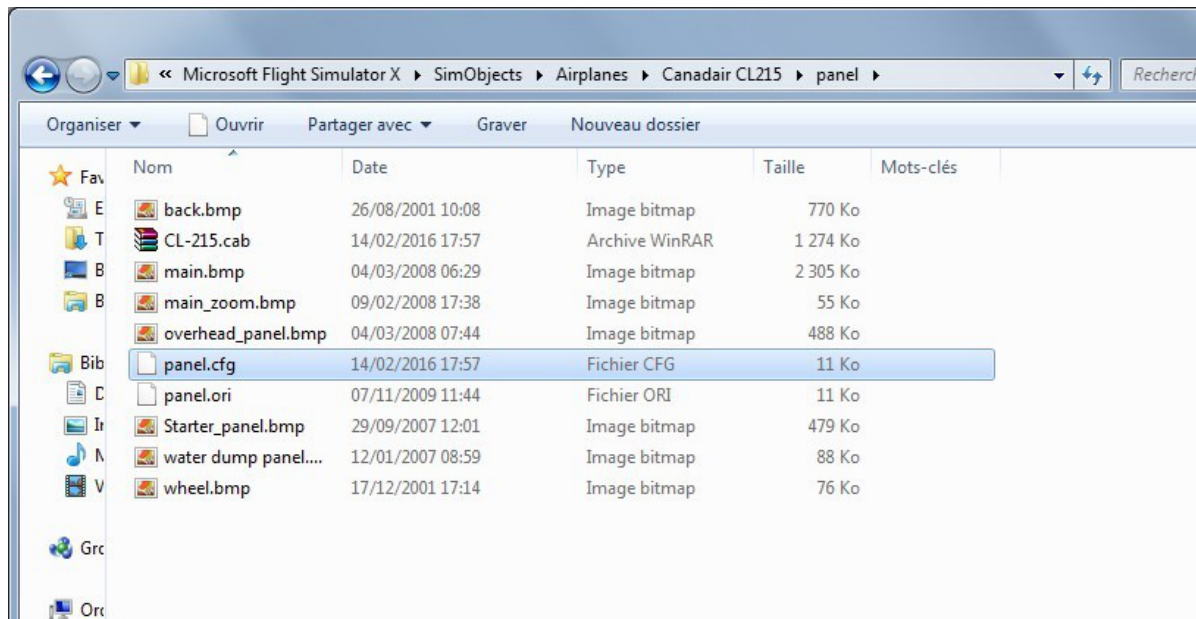 « Microsoft Flight Simulator X SimObjects Airplanes Canadair CL215 panel Recherch
Organiser Ouvrir Partager avec Graver Nouveau dossier
Nom Date Type Taille Mots-clés
Fav
back.bmp 26/08/2001 10:08 Image bitmap 770 Ko
E
CL-215.cab 14/02/2016 17:57 Archive WinRAR 1 274 Ko
T
main.bmp 04/03/2008 06:29 Image bitmap 2 305 Ko
B
main_zoom.bmp 09/02/2008 17:38 Image bitmap 55 Ko
B
overhead_panel.bmp 04/03/2008 07:44 Image bitmap 488 Ko
Bib
panel.cfg 14/02/2016 17:57 Fichier CFG 11 Ko
panel.ori 07/11/2009 11:44 Fichier ORI 11 Ko
Starter_panel.bmp 29/09/2007 12:01 Image bitmap 479 Ko
water dump panel.... 12/01/2007 08:59 Image bitmap 88 Ko
wheel.bmp 17/12/2001 17:14 Image bitmap 76 Ko
V
Gro
Ord